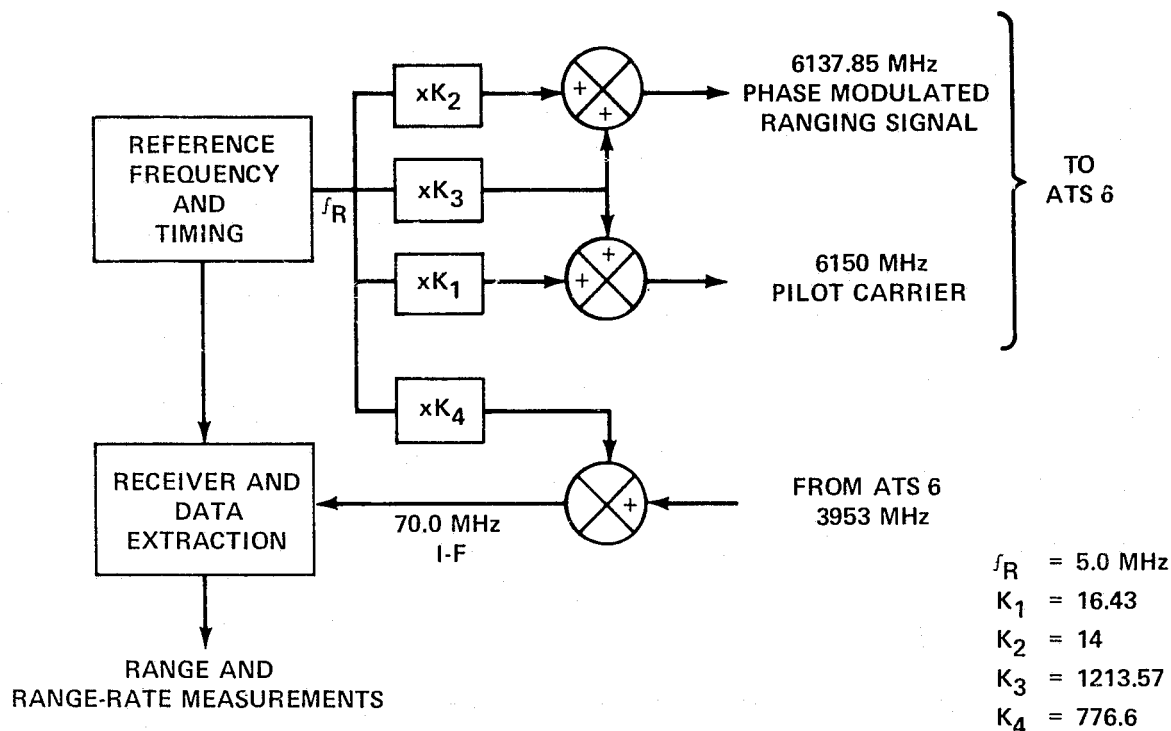 REFERENCE
FREQUENCY
AND
TIMING
ʃR
xK2
xK3
xK1
xK4
+
+
+
+
+
6137.85 MHz
PHASE MODULATED
RANGING SIGNAL
6150 MHz
PILOT CARRIER
TO
ATS 6
RECEIVER AND
DATA
EXTRACTION
70.0 MHz
I-F
FROM ATS 6
3953 MHz
RANGE AND
RANGE-RATE MEASUREMENTS
ʃR = 5.0 MHz
K1 = 16.43
K2 = 14
K3 = 1213.57
K4 = 776.6